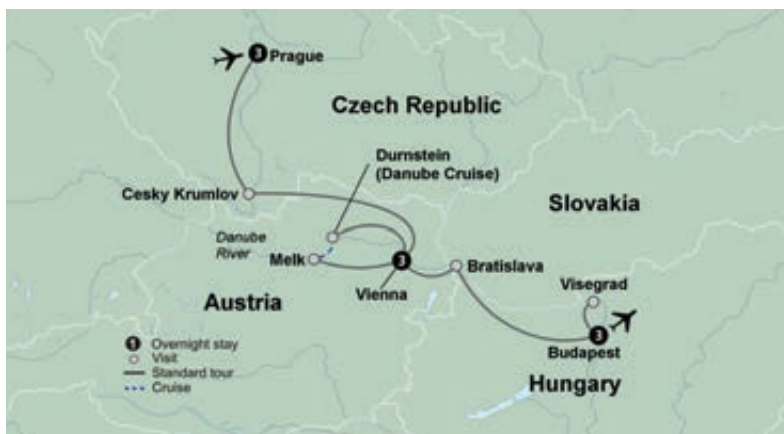 3 Prague
Czech Republic
Durnstein
(Danube Cruise)
Cesky Krumlov
Slovakia
Danube
River
Melk
3
Bratislava
Vienna
Visegrad
Austria
3
Budapest
Hungary
1 Overnight stay
Visit
Standard tour
Cruise